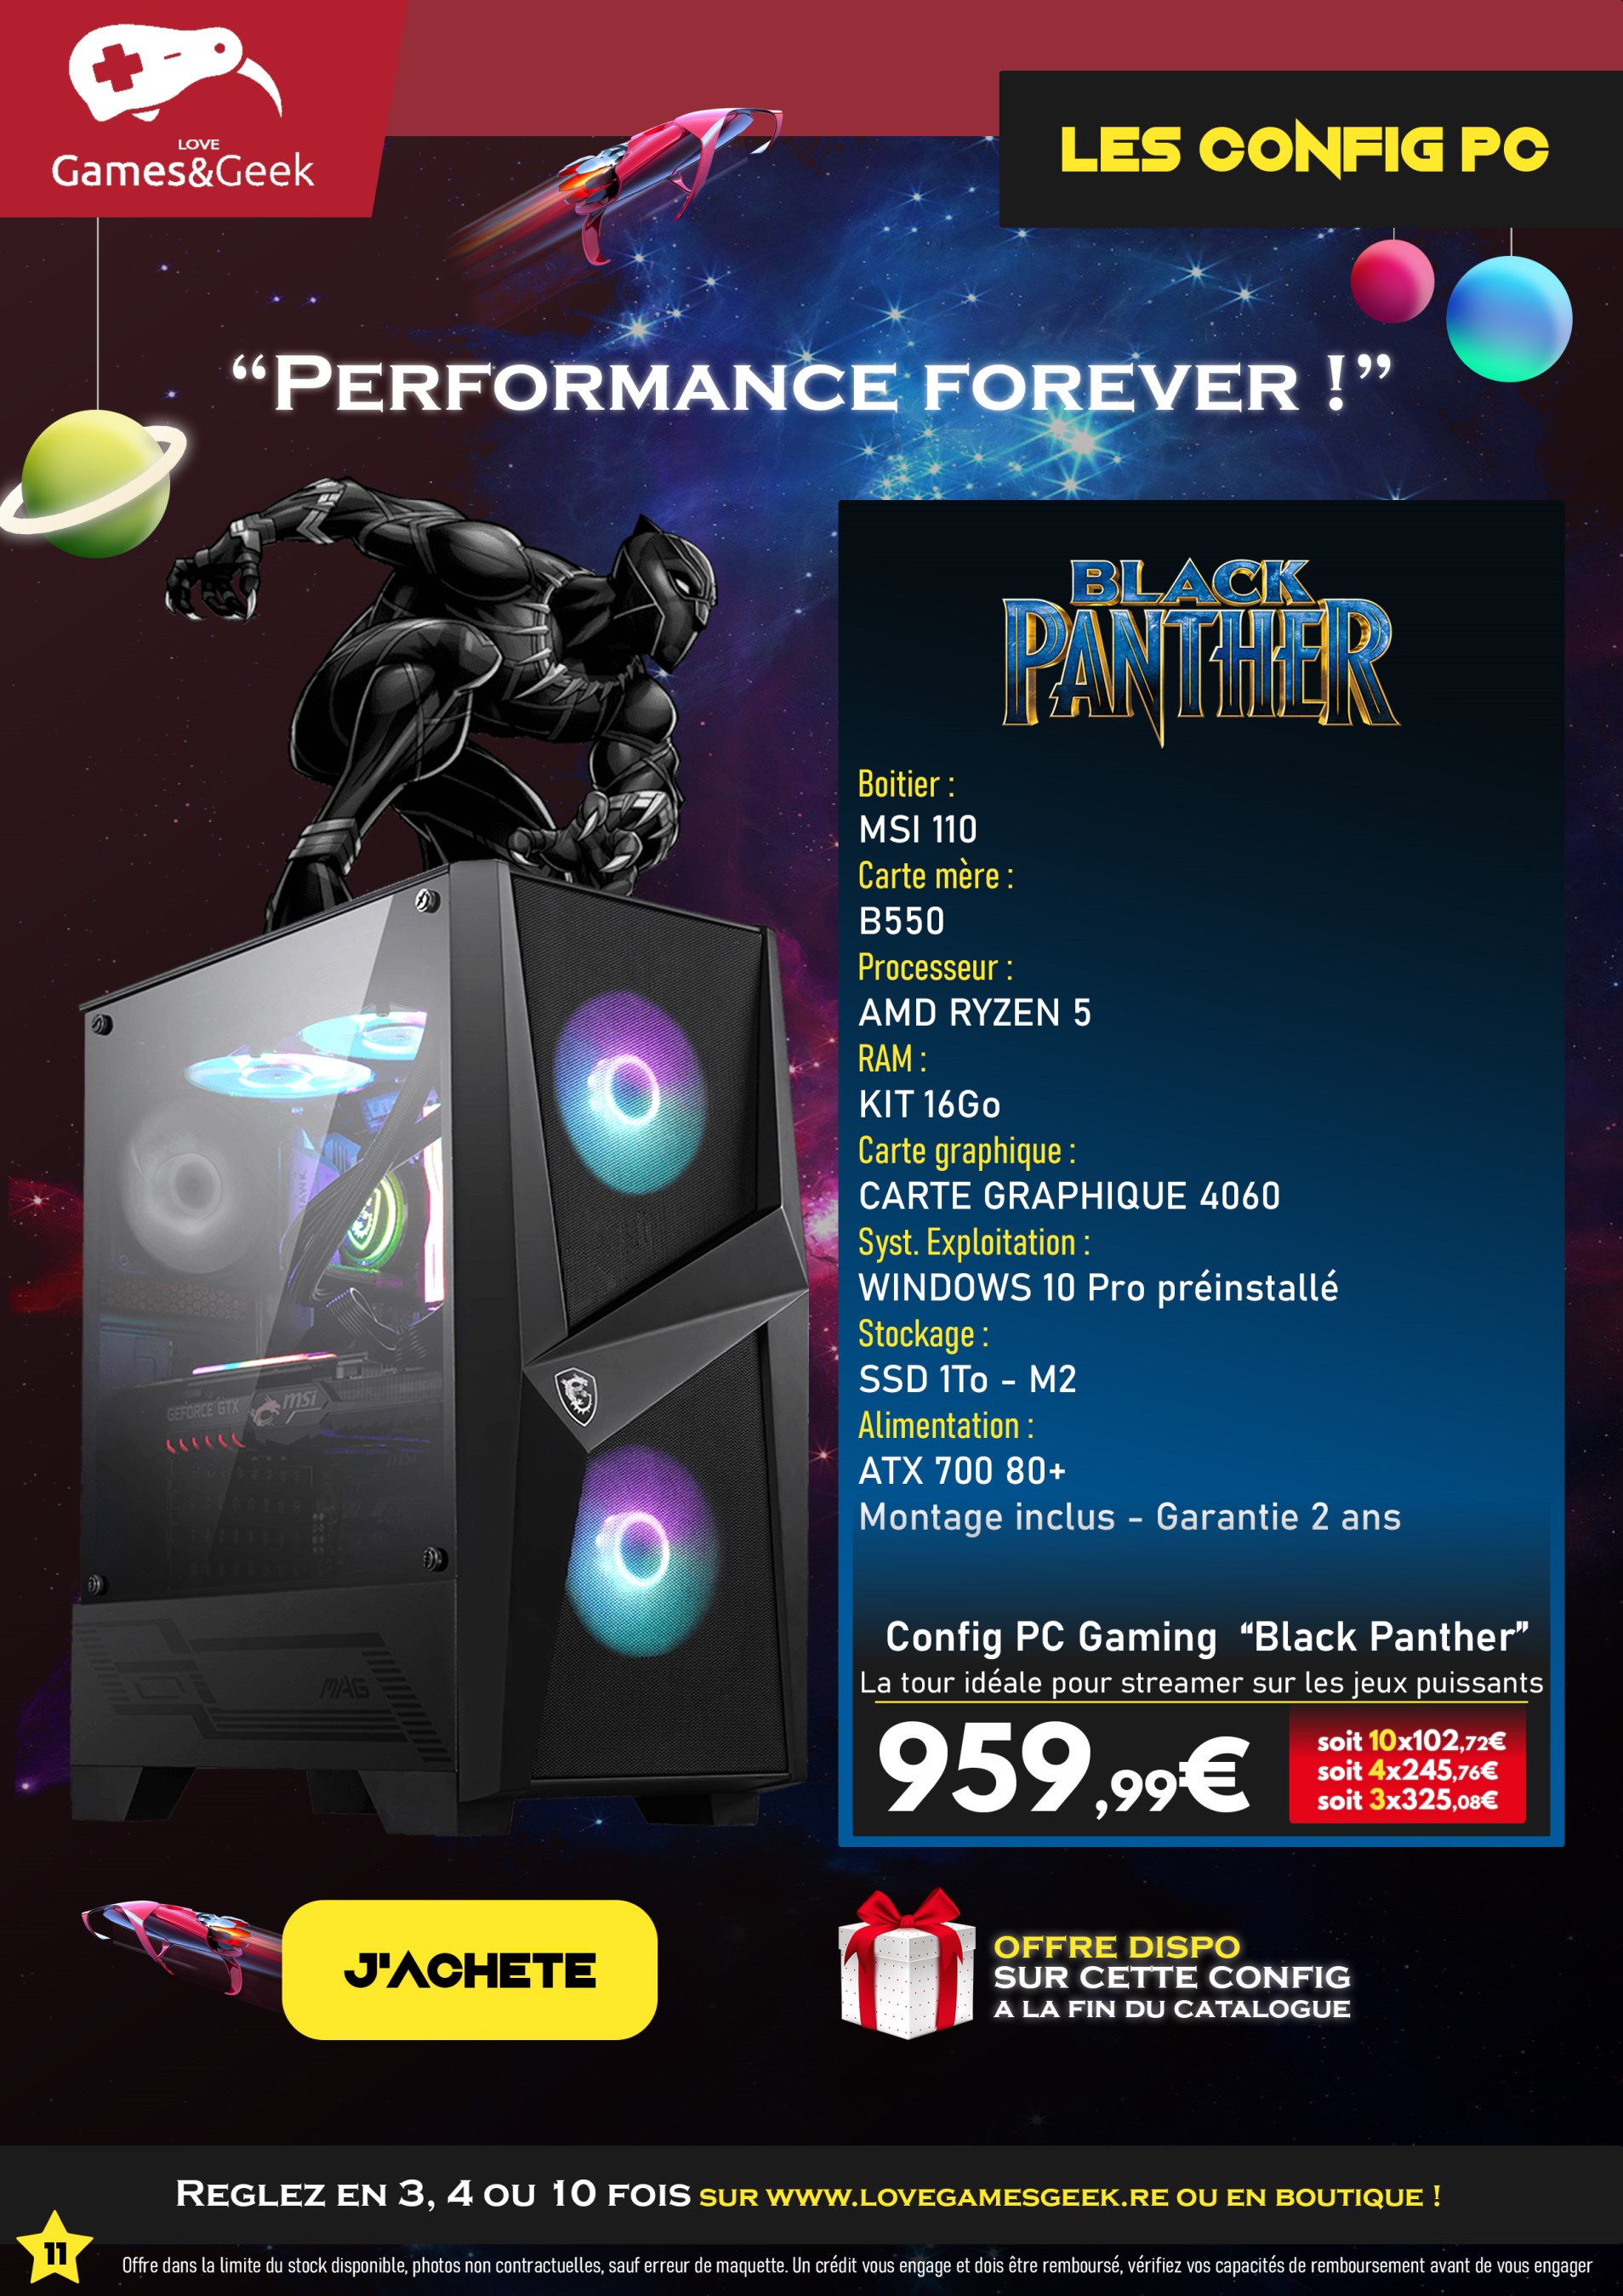 LOVE
Games&Geek
LES CONFIG PC
“PERFORMANCE FOREVER !”
BLACK
PANTHER
Boitier :
MSI 110
Carte mère :
B550
Processeur :
AMD RYZEN 5
RAM :
KIT 16Go
Carte graphique :
CARTE GRAPHIQUE 4060
Syst. Exploitation :
WINDOWS 10 Pro préinstallé
Stockage :
SSD 1To - M2
Alimentation :
ATX 700 80+
Montage inclus - Garantie 2 ans
GEFORCE GTX
msi
MAG
Config PC Gaming “Black Panther”
La tour idéale pour streamer sur les jeux puissants
959,99€
soit 10x102,72€
soit 4x245,76€
soit 3x325,08€
J'ACHETE
OFFRE DISPO
SUR CETTE CONFIG
A LA FIN DU CATALOGUE
REGLEZ EN 3, 4 OU 10 FOIS SUR WWW.LOVEGAMESGEEK.RE OU EN BOUTIQUE !
11
Offre dans la limite du stock disponible, photos non contractuelles, sauf erreur de maquette. Un crédit vous engage et dois être remboursé, vérifiez vos capacités de remboursement avant de vous engager